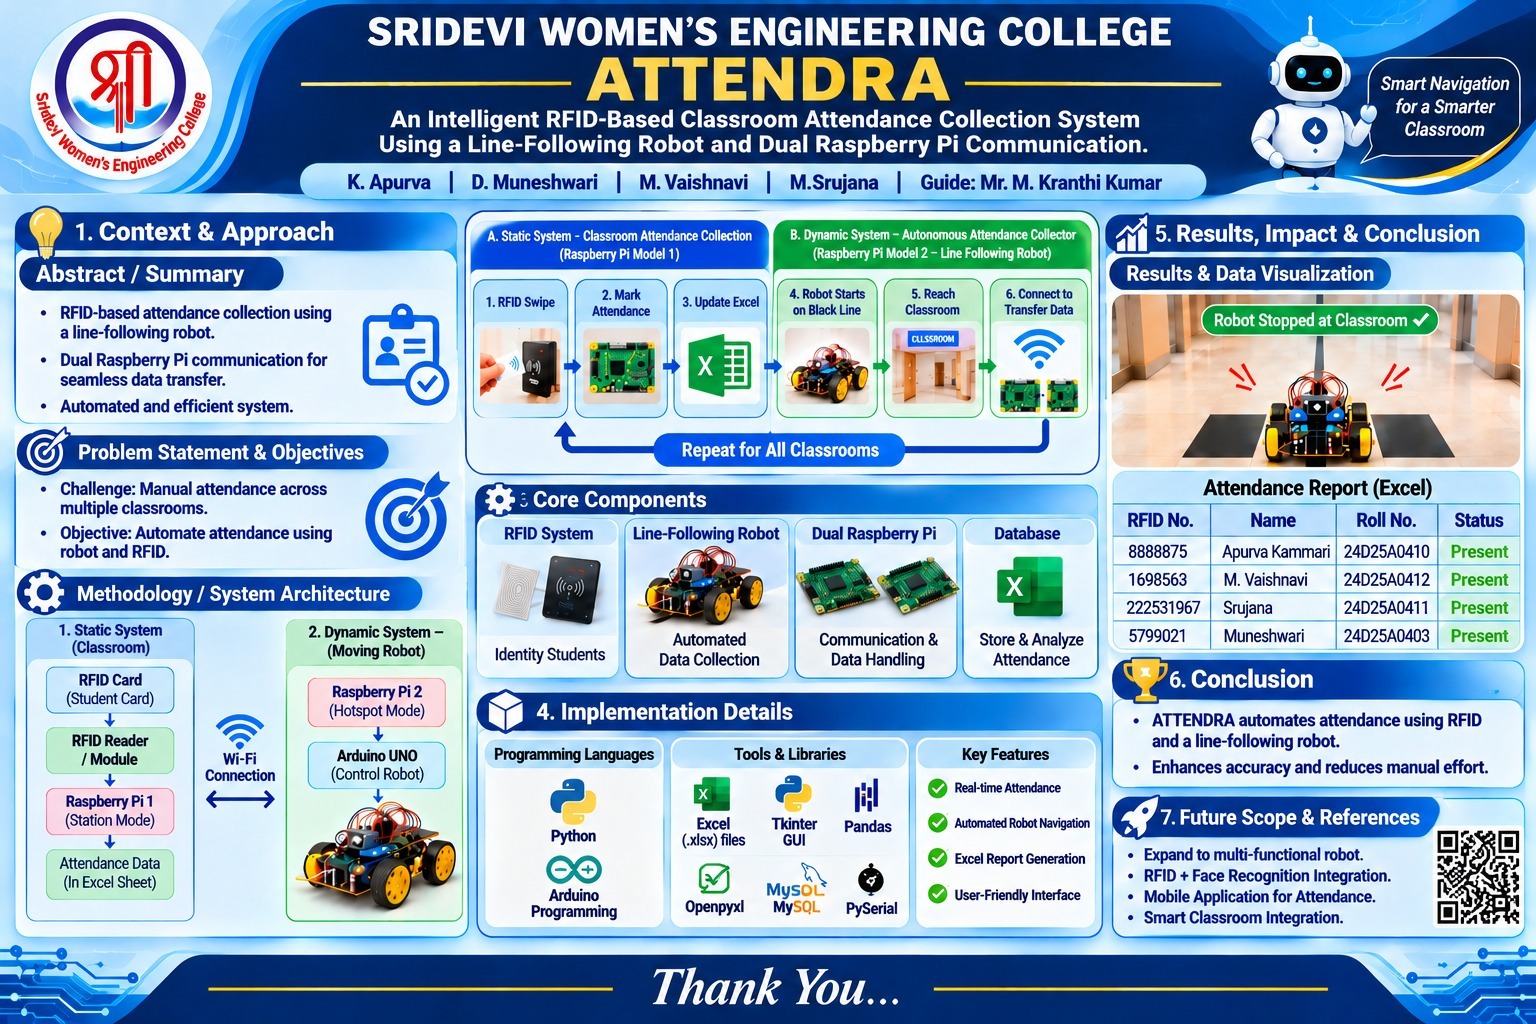 SRIDEVI WOMEN'S ENGINEERING COLLEGE
ATTENDRA
An Intelligent RFID-Based Classroom Attendance Collection System
Using a Line-Following Robot and Dual Raspberry Pi Communication.
K. Apurva | D. Muneshwari | M. Vaishnavi | M.Srujana | Guide: Mr. M. Kranthi Kumar
श्री
Sridevi Women's Engineering College
Smart Navigation
for a Smarter
Classroom
1. Context & Approach
Abstract / Summary
• RFID-based attendance collection using
a line-following robot.
• Dual Raspberry Pi communication for
seamless data transfer.
• Automated and efficient system.
Problem Statement & Objectives
• Challenge: Manual attendance across
multiple classrooms.
• Objective: Automate attendance using
robot and RFID.
Methodology / System Architecture
1. Static System
(Classroom)
RFID Card
(Student Card)
RFID Reader
/ Module
Raspberry Pi 1
(Station Mode)
Attendance Data
(In Excel Sheet)
Wi-Fi
Connection
2. Dynamic System –
(Moving Robot)
Raspberry Pi 2
(Hotspot Mode)
Arduino UNO
(Control Robot)
A. Static System - Classroom Attendance Collection
(Raspberry Pi Model 1)
B. Dynamic System – Autonomous Attendance Collector
(Raspberry Pi Model 2 – Line Following Robot)
1. RFID Swipe
2. Mark
Attendance
3. Update Excel
X
4. Robot Starts
on Black Line
5. Reach
Classroom
CLLSSROOM
6. Connect to
Transfer Data
Repeat for All Classrooms
Core Components
RFID System
Identity Students
Line-Following Robot
Automated
Data Collection
Dual Raspberry Pi
Communication &
Data Handling
Database
X
Store & Analyze
Attendance
4. Implementation Details
Programming Languages
Python
Arduino
Programming
Tools & Libraries
X
Excel
(.xlsx) files
Tkinter
GUI
Pandas
Openpyxl
MySQL
MySQL
PySerial
Key Features
Real-time Attendance
Automated Robot Navigation
Excel Report Generation
User-Friendly Interface
5. Results, Impact & Conclusion
Results & Data Visualization
Robot Stopped at Classroom ✓
Attendance Report (Excel)
RFID No. Name Roll No. Status
8888875 Apurva Kammari 24D25A0410 Present
1698563 M. Vaishnavi 24D25A0412 Present
222531967 Srujana 24D25A0411 Present
5799021 Muneshwari 24D25A0403 Present
6. Conclusion
• ATTENDRA automates attendance using RFID
and a line-following robot.
• Enhances accuracy and reduces manual effort.
7. Future Scope & References
• Expand to multi-functional robot.
• RFID + Face Recognition Integration.
• Mobile Application for Attendance.
• Smart Classroom Integration.
Thank You...